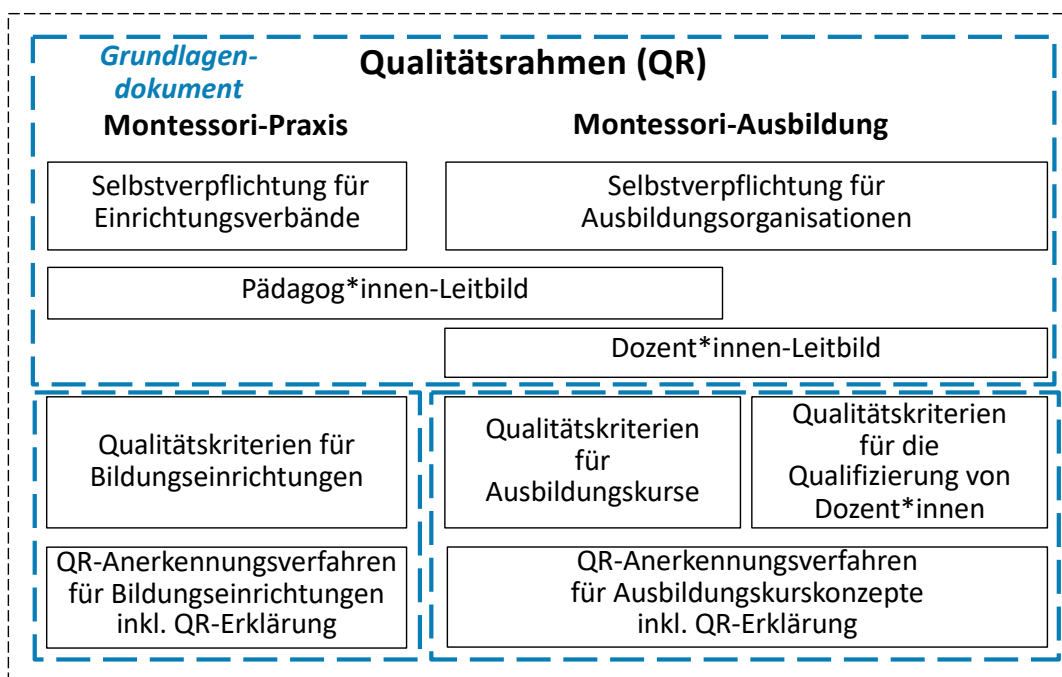 Grundlagen-
dokument
Qualitätsrahmen (QR)
Montessori-Praxis
Montessori-Ausbildung
Selbstverpflichtung für
Einrichtungsverbände
Selbstverpflichtung für
Ausbildungsorganisationen
Pädagog*innen-Leitbild
Dozent*innen-Leitbild
Qualitätskriterien für
Bildungseinrichtungen
Qualitätskriterien
für
Ausbildungskurse
Qualitätskriterien
für die
Qualifizierung von
Dozent*innen
QR-Anerkennungsverfahren
für Bildungseinrichtungen
inkl. QR-Erklärung
QR-Anerkennungsverfahren
für Ausbildungskurskonzepte
inkl. QR-Erklärung